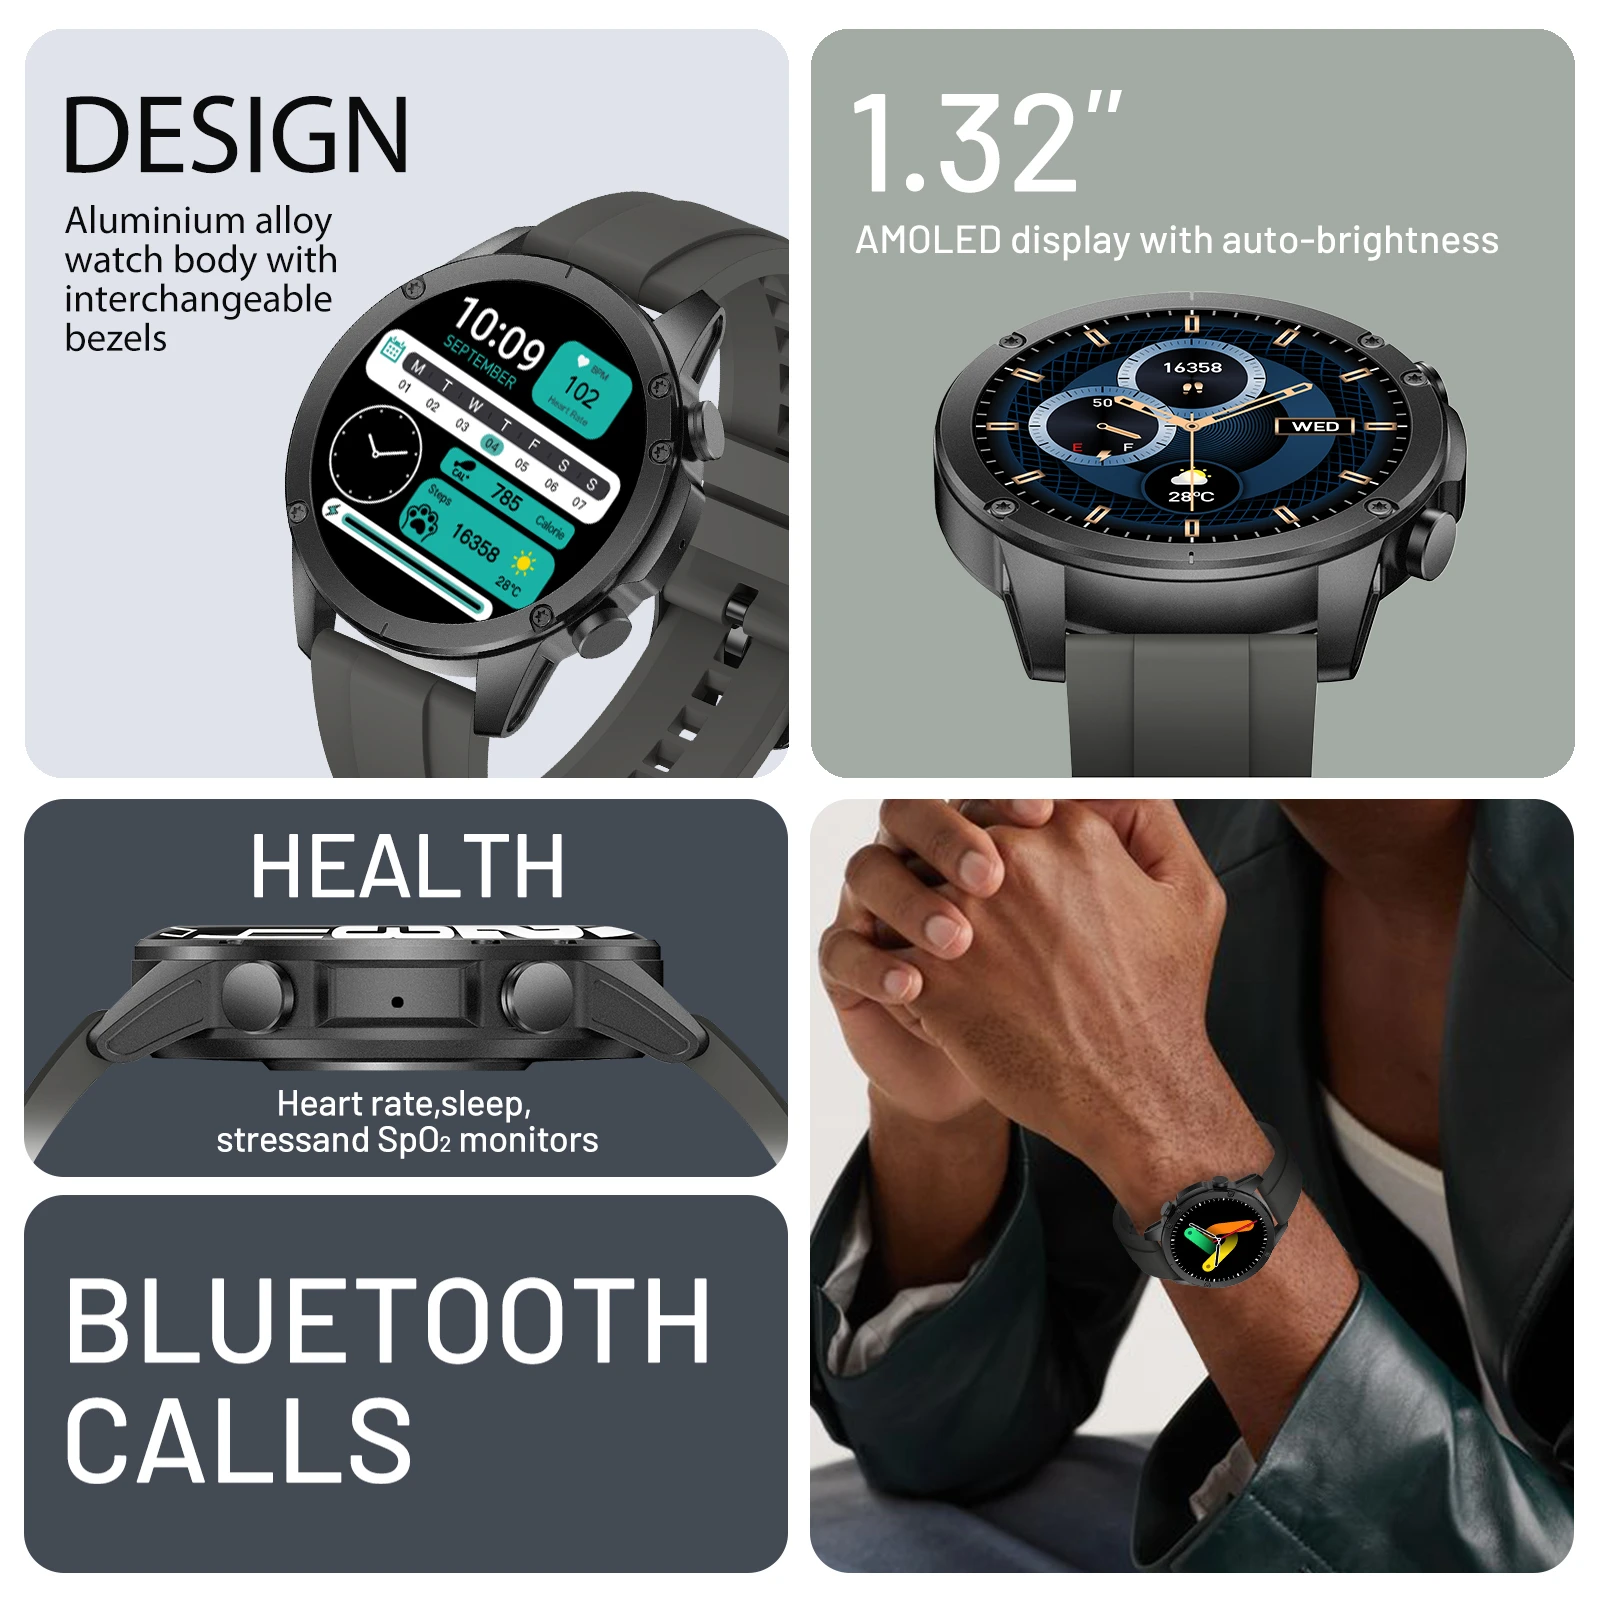 DESIGN
Aluminium alloy
watch body with
interchangeable
bezels
10:09
SEPTEMBER
BPM
102
Heart Rate
M T W T F S S
01 02 03 04 05 06 07
CAL
785
Calorie
Steps
16358
28°C
1.32"
AMOLED display with auto-brightness
16358
50
E F
WED
28°C
HEALTH
Heart rate,sleep,
stressand SpO₂ monitors
BLUETOOTH
CALLS